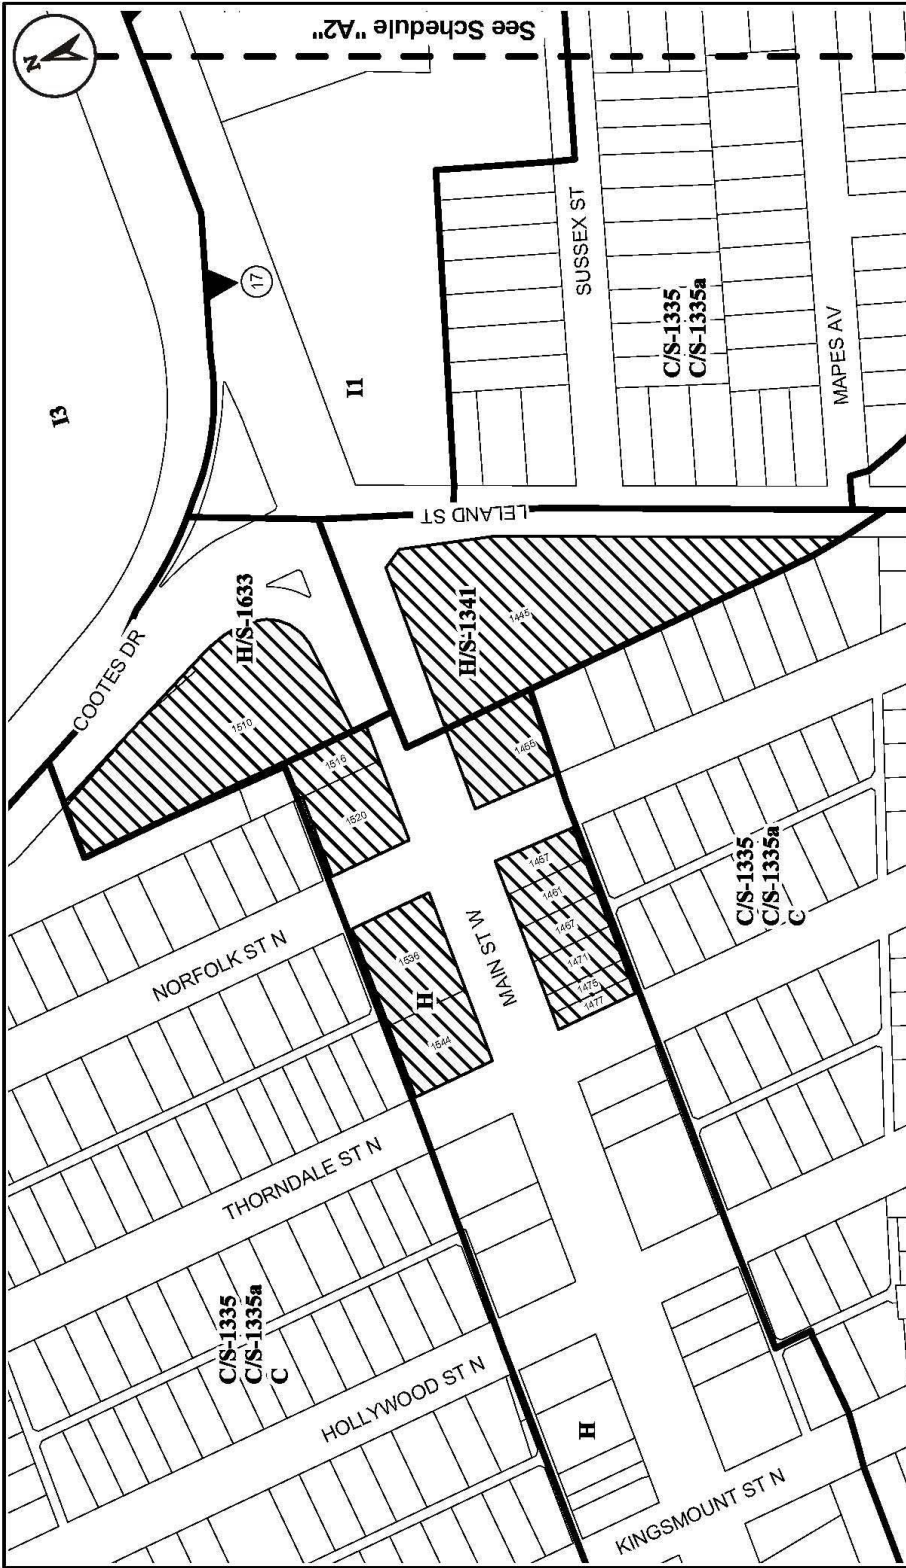 See Schedule "A2"
N
I3
17
I1
SUSSEX ST
C/S-1335
C/S-1335a
MAPES AV
LELAND ST
COOTES DR
H/S-1633
H/S-1341
1445
1510
1516
1520
1455
NORFOLK ST N
1536
H
1544
MAIN ST W
1457
1461
1467
1471
1475
1477
C/S-1335
C/S-1335a
C
THORNDALE ST N
C/S-1335
C/S-1335a
C
HOLLYWOOD ST N
H
KINGSMOUNT ST N